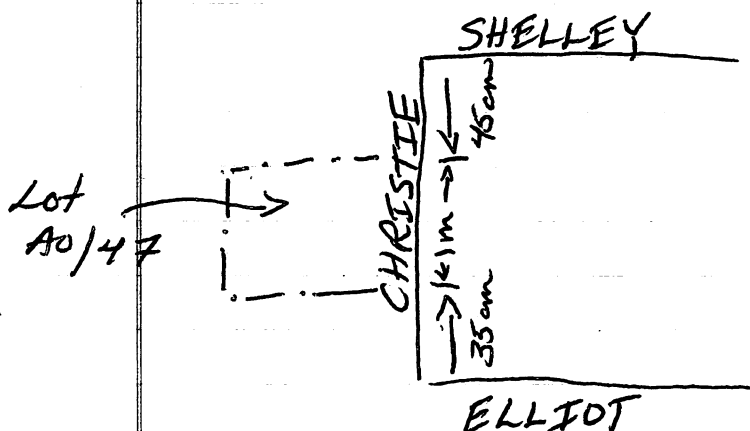 SHELLEY
45cm
CHRISTIE
1m
Lot
A0/47
35cm
ELLIOT